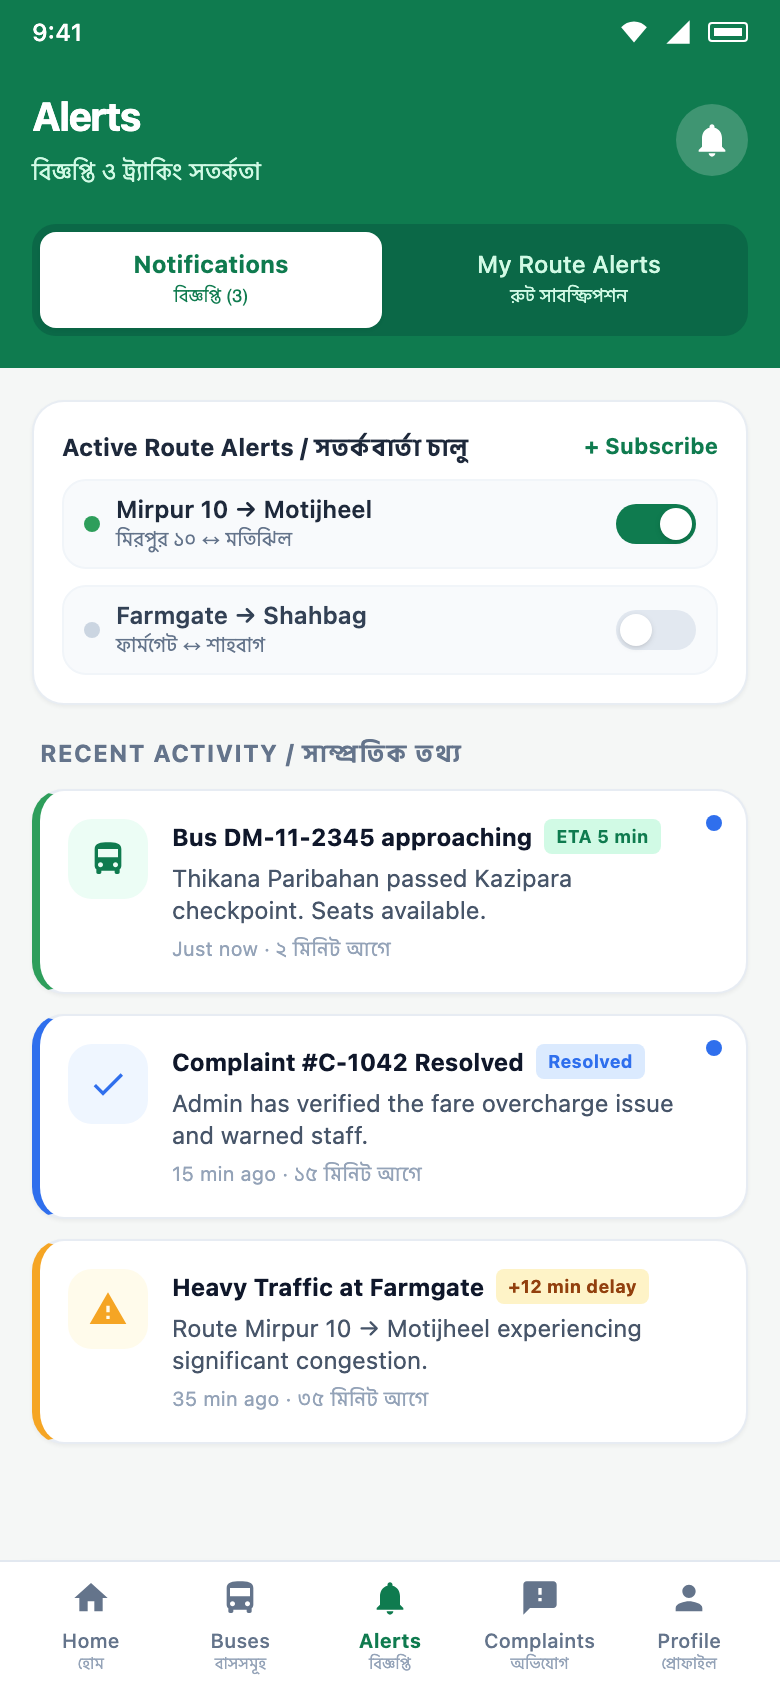 9:41
Alerts
বিজ্ঞপ্তি ও ট্র্যাকিং সতর্কতা
Notifications
বিজ্ঞপ্তি (3)
My Route Alerts
রুট সাবস্ক্রিপশন
Active Route Alerts / সতর্কবার্তা চালু
+ Subscribe
Mirpur 10 → Motijheel
মিরপুর ১০ ↔ মতিঝিল
Farmgate → Shahbag
ফার্মগেট ↔ শাহবাগ
RECENT ACTIVITY / সাম্প্রতিক তথ্য
Bus DM-11-2345 approaching ETA 5 min
Thikana Paribahan passed Kazipara
checkpoint. Seats available.
Just now · ২ মিনিট আগে
Complaint #C-1042 Resolved Resolved
Admin has verified the fare overcharge issue
and warned staff.
15 min ago · ১৫ মিনিট আগে
Heavy Traffic at Farmgate +12 min delay
Route Mirpur 10 → Motijheel experiencing
significant congestion.
35 min ago · ৩৫ মিনিট আগে
Home
হোম
Buses
বাসসমূহ
Alerts
বিজ্ঞপ্তি
Complaints
অভিযোগ
Profile
প্রোফাইল